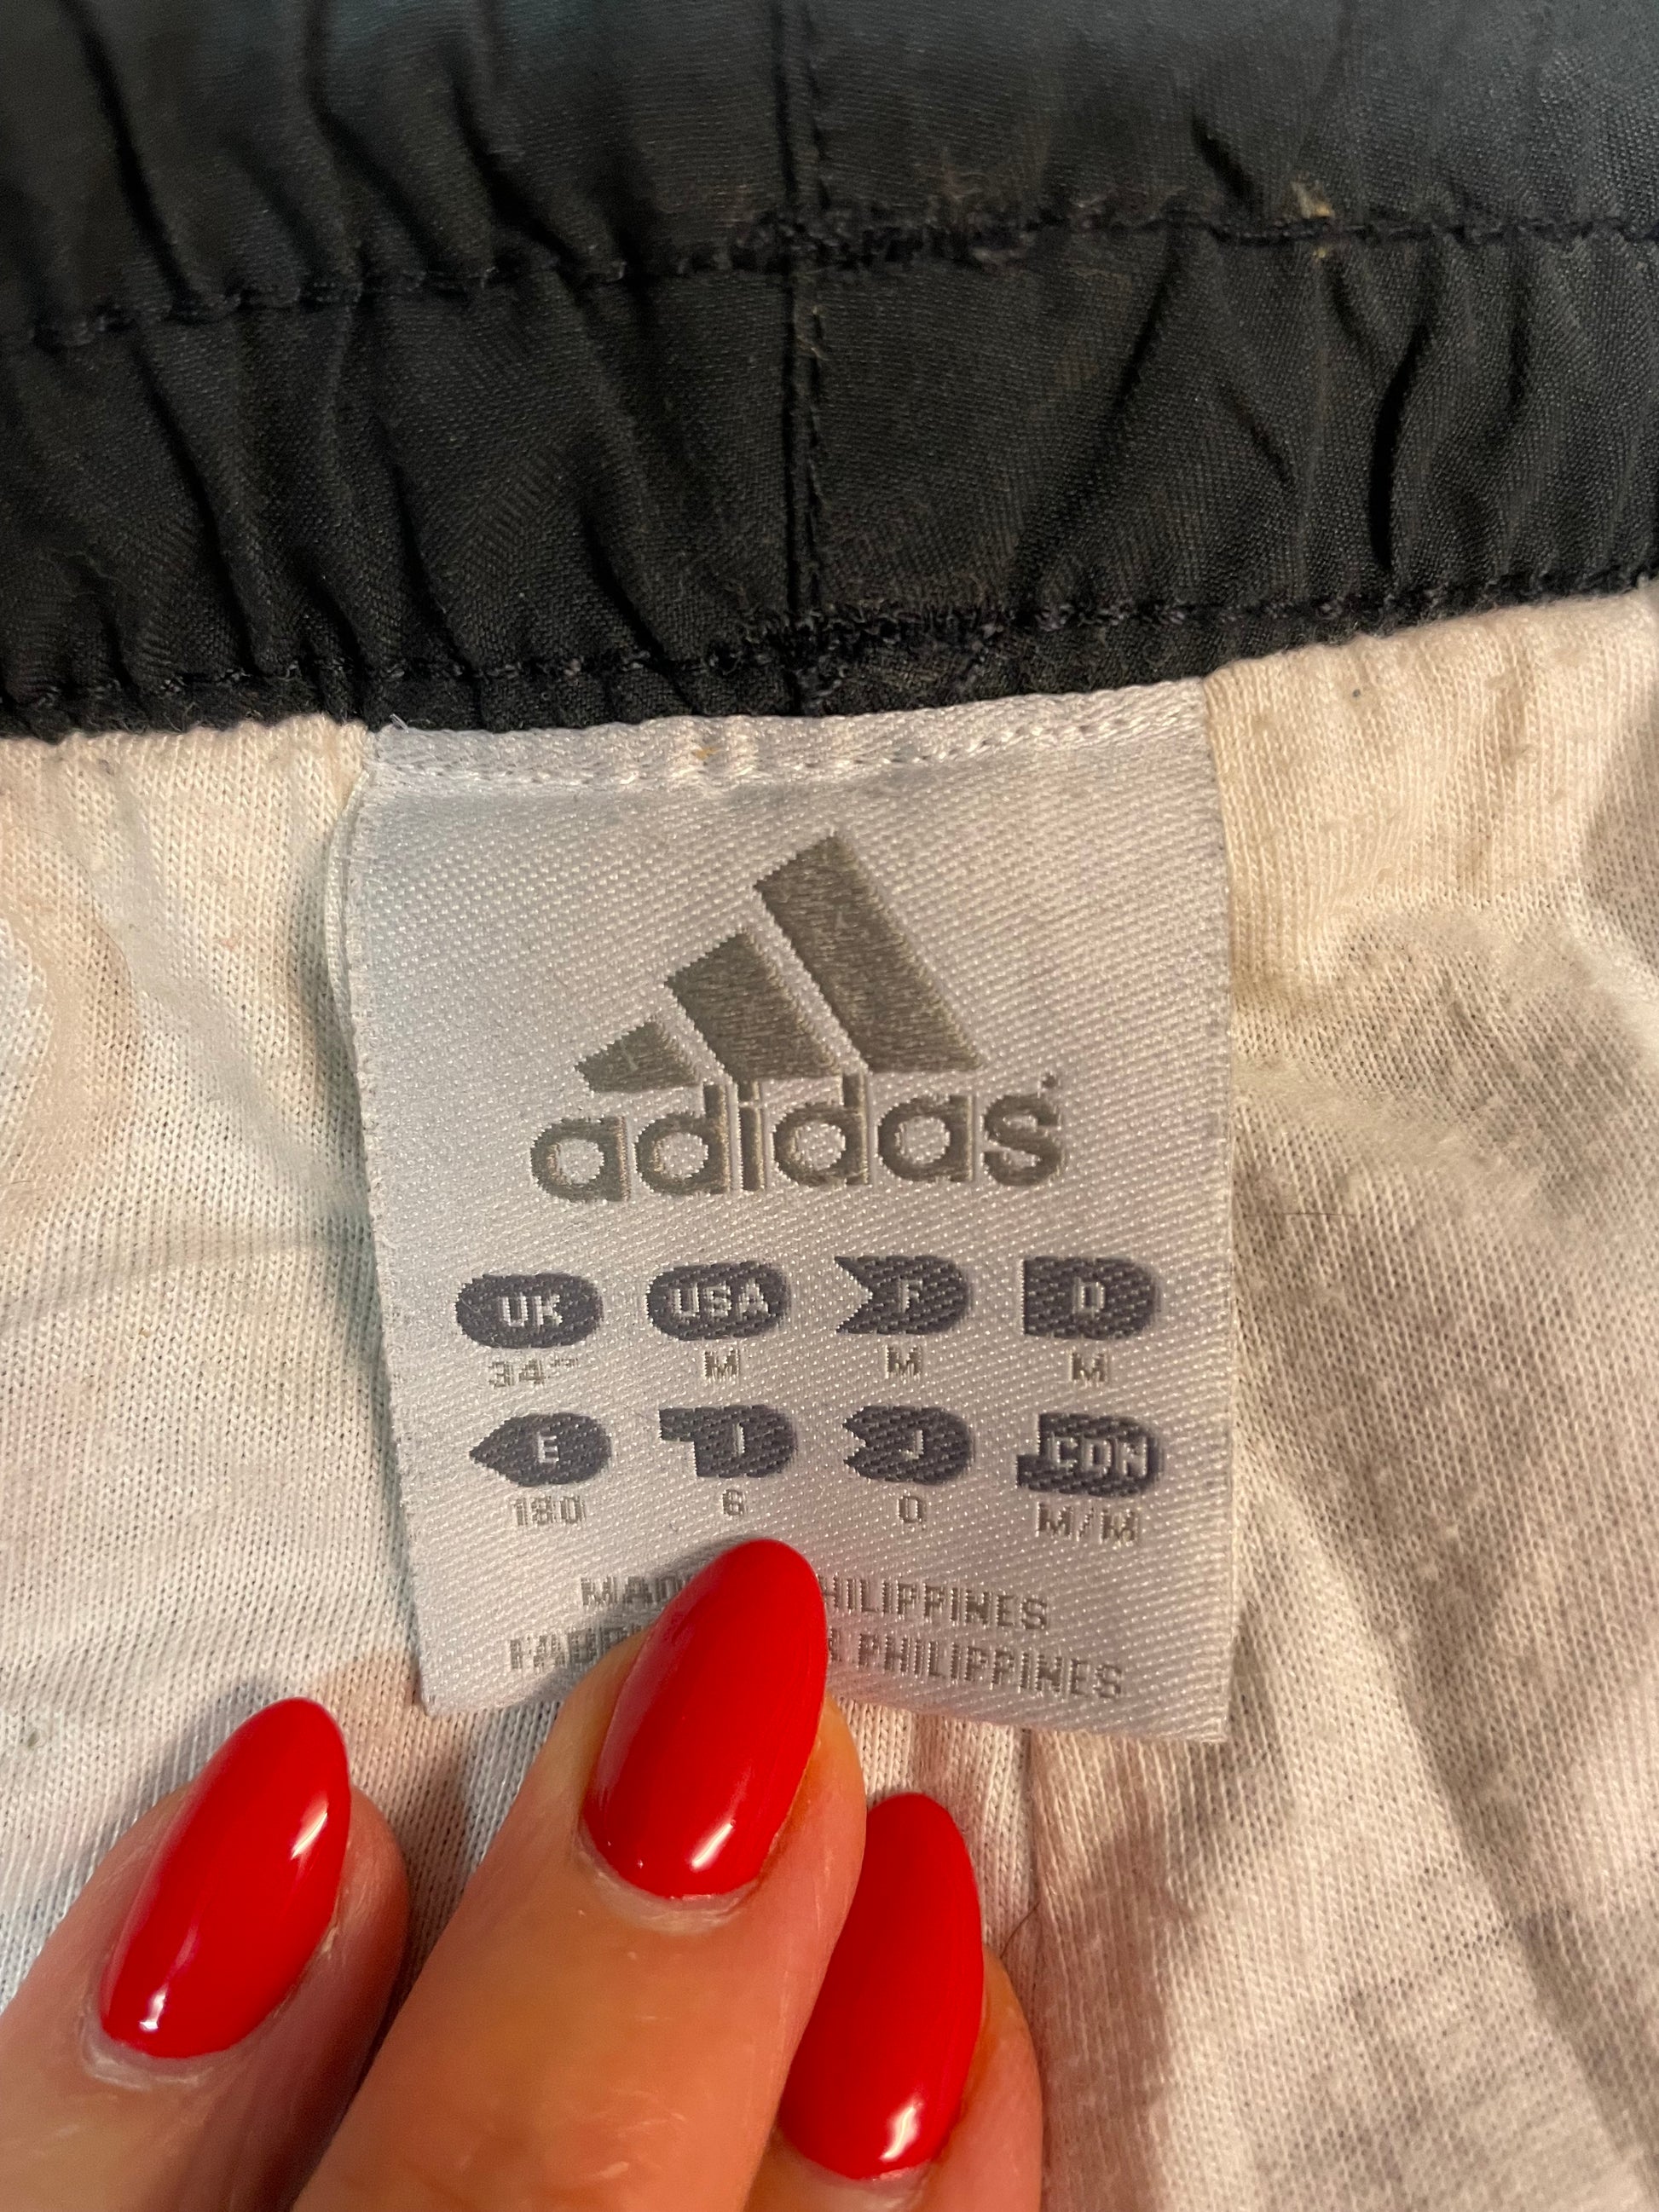 adidas
UK USA F D
34" M M M
E I J CDN
180 6 O M/M
PHILIPPINES
PHILIPPINES